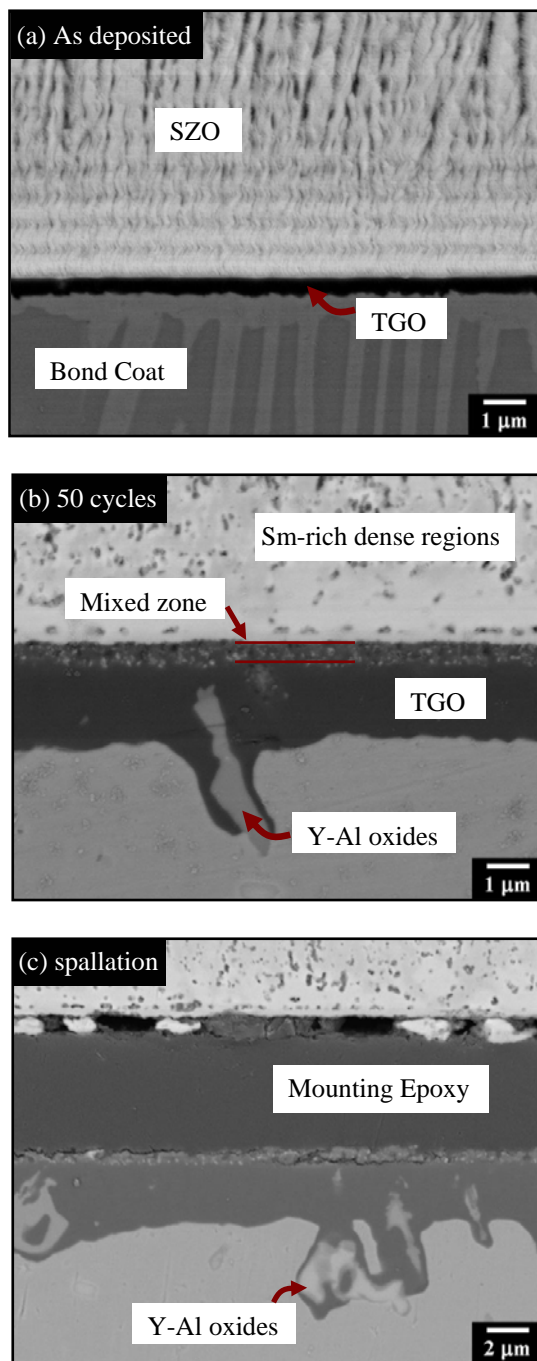 (a) As deposited
SZO
TGO
Bond Coat
1 μm
(b) 50 cycles
Sm-rich dense regions
Mixed zone
TGO
Y-Al oxides
1 μm
(c) spallation
Mounting Epoxy
Y-Al oxides
2 μm